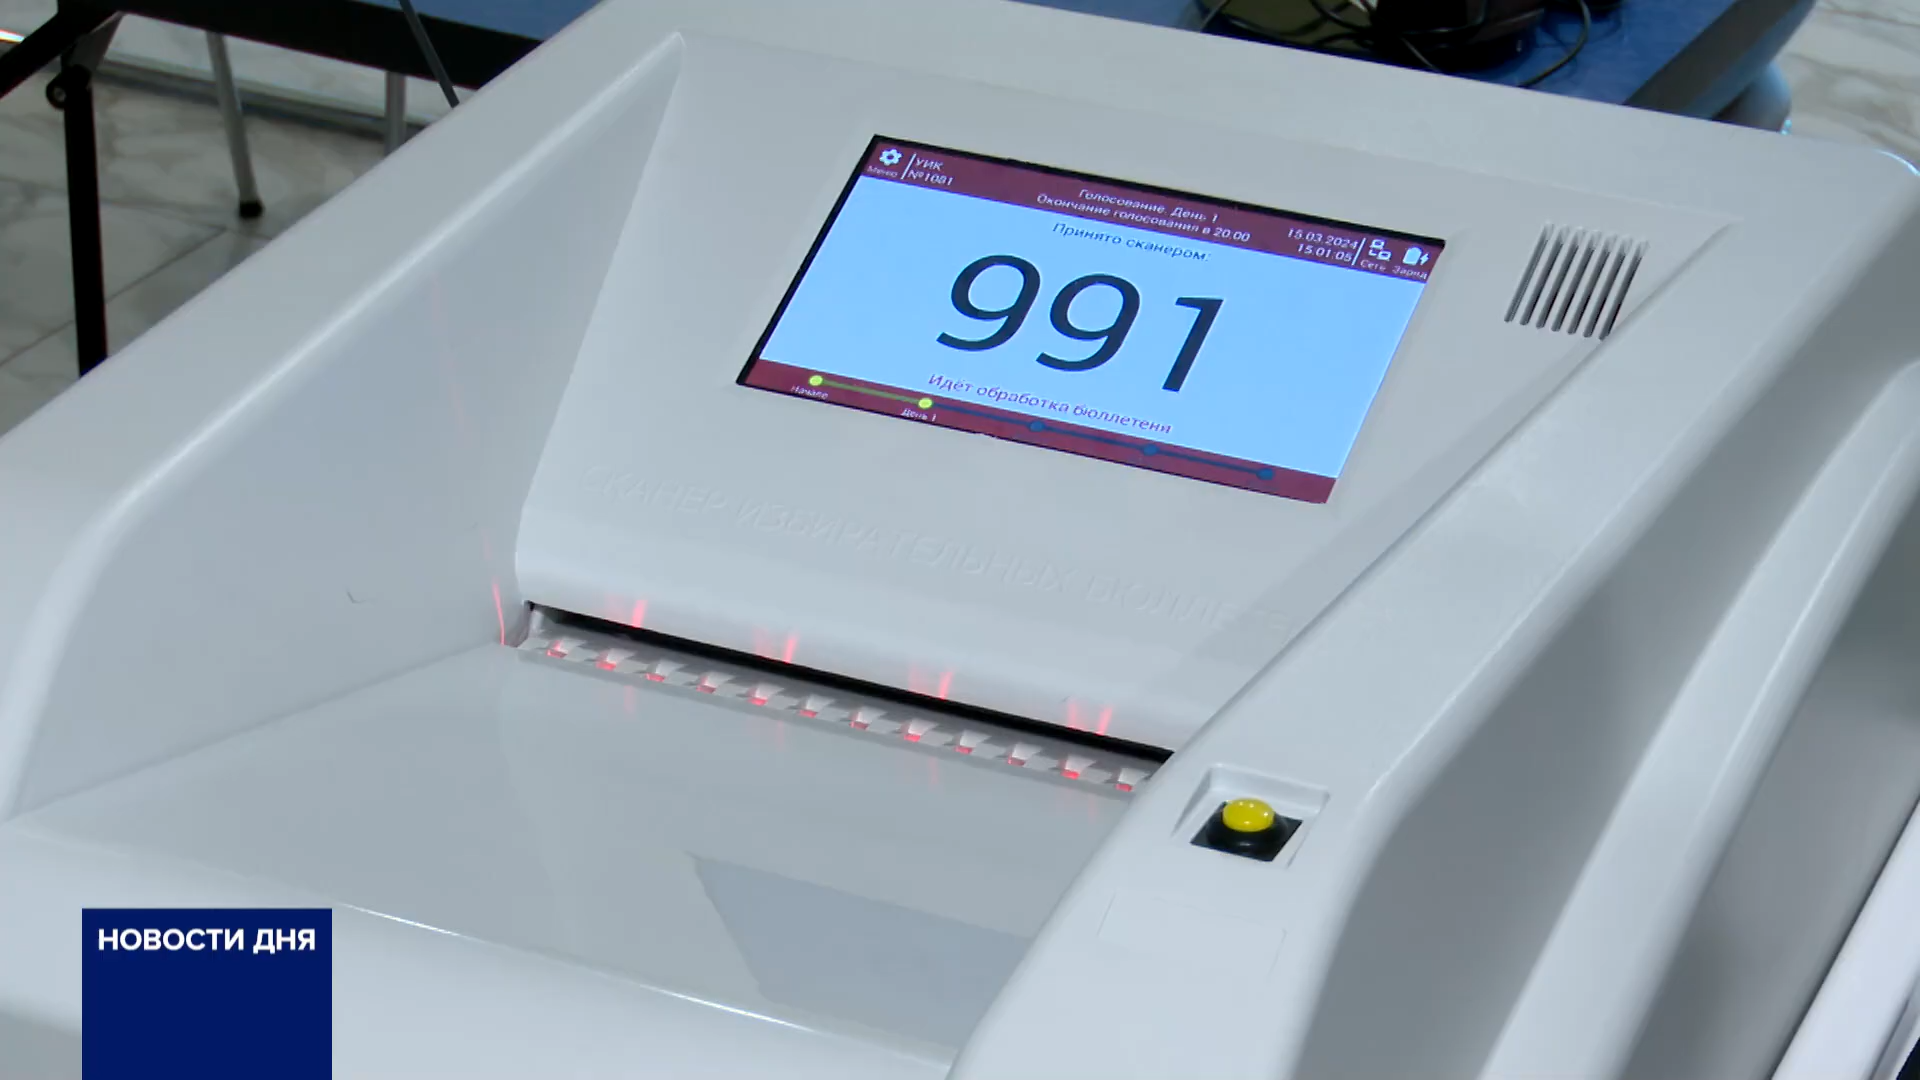 УИК
№1081
Меню
Голосование. День 1
Окончание голосования в 20:00
15.03.2024
15:01:05
Сеть
Заряд
Принято сканером:
991
Идёт обработка бюллетени
Начало
День 1
СКАНЕР ИЗБИРАТЕЛЬНЫХ БЮЛЛЕТЕ
НОВОСТИ ДНЯ